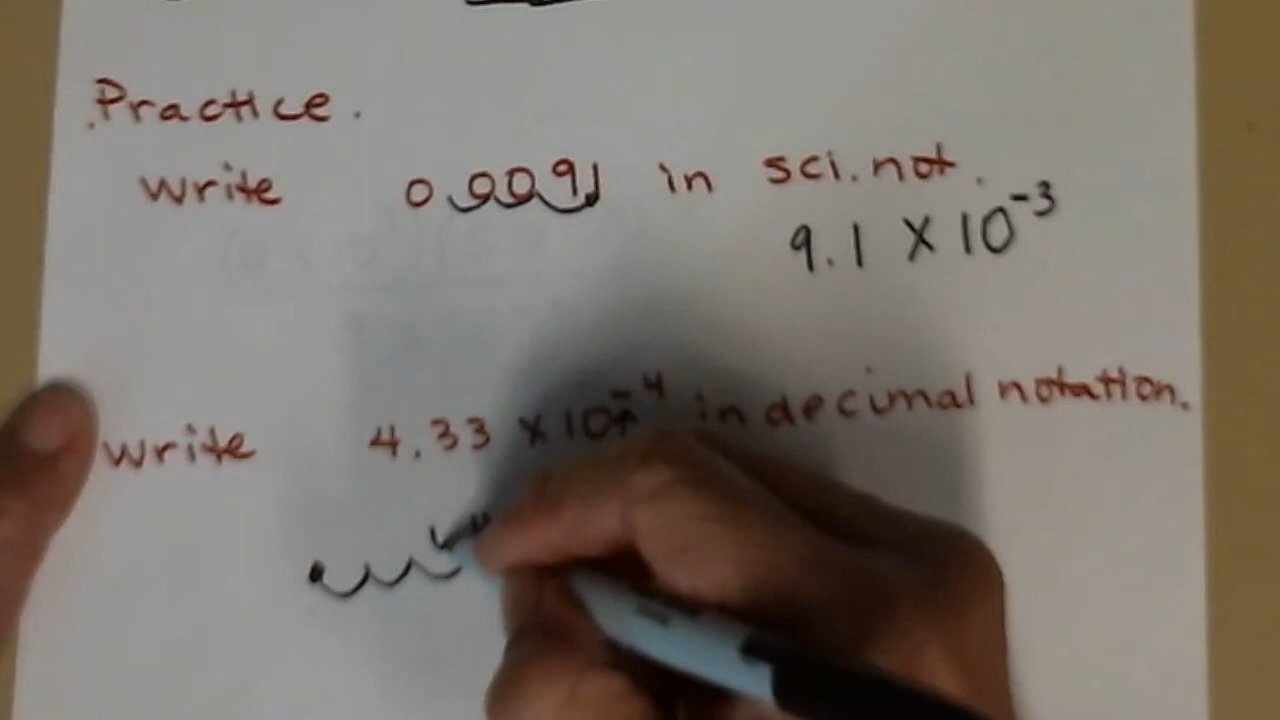 Practice.
Write 0.0091 in sci. not.
9.1 X 10⁻³
Write 4.33 x 10⁻⁴ in decimal notation.